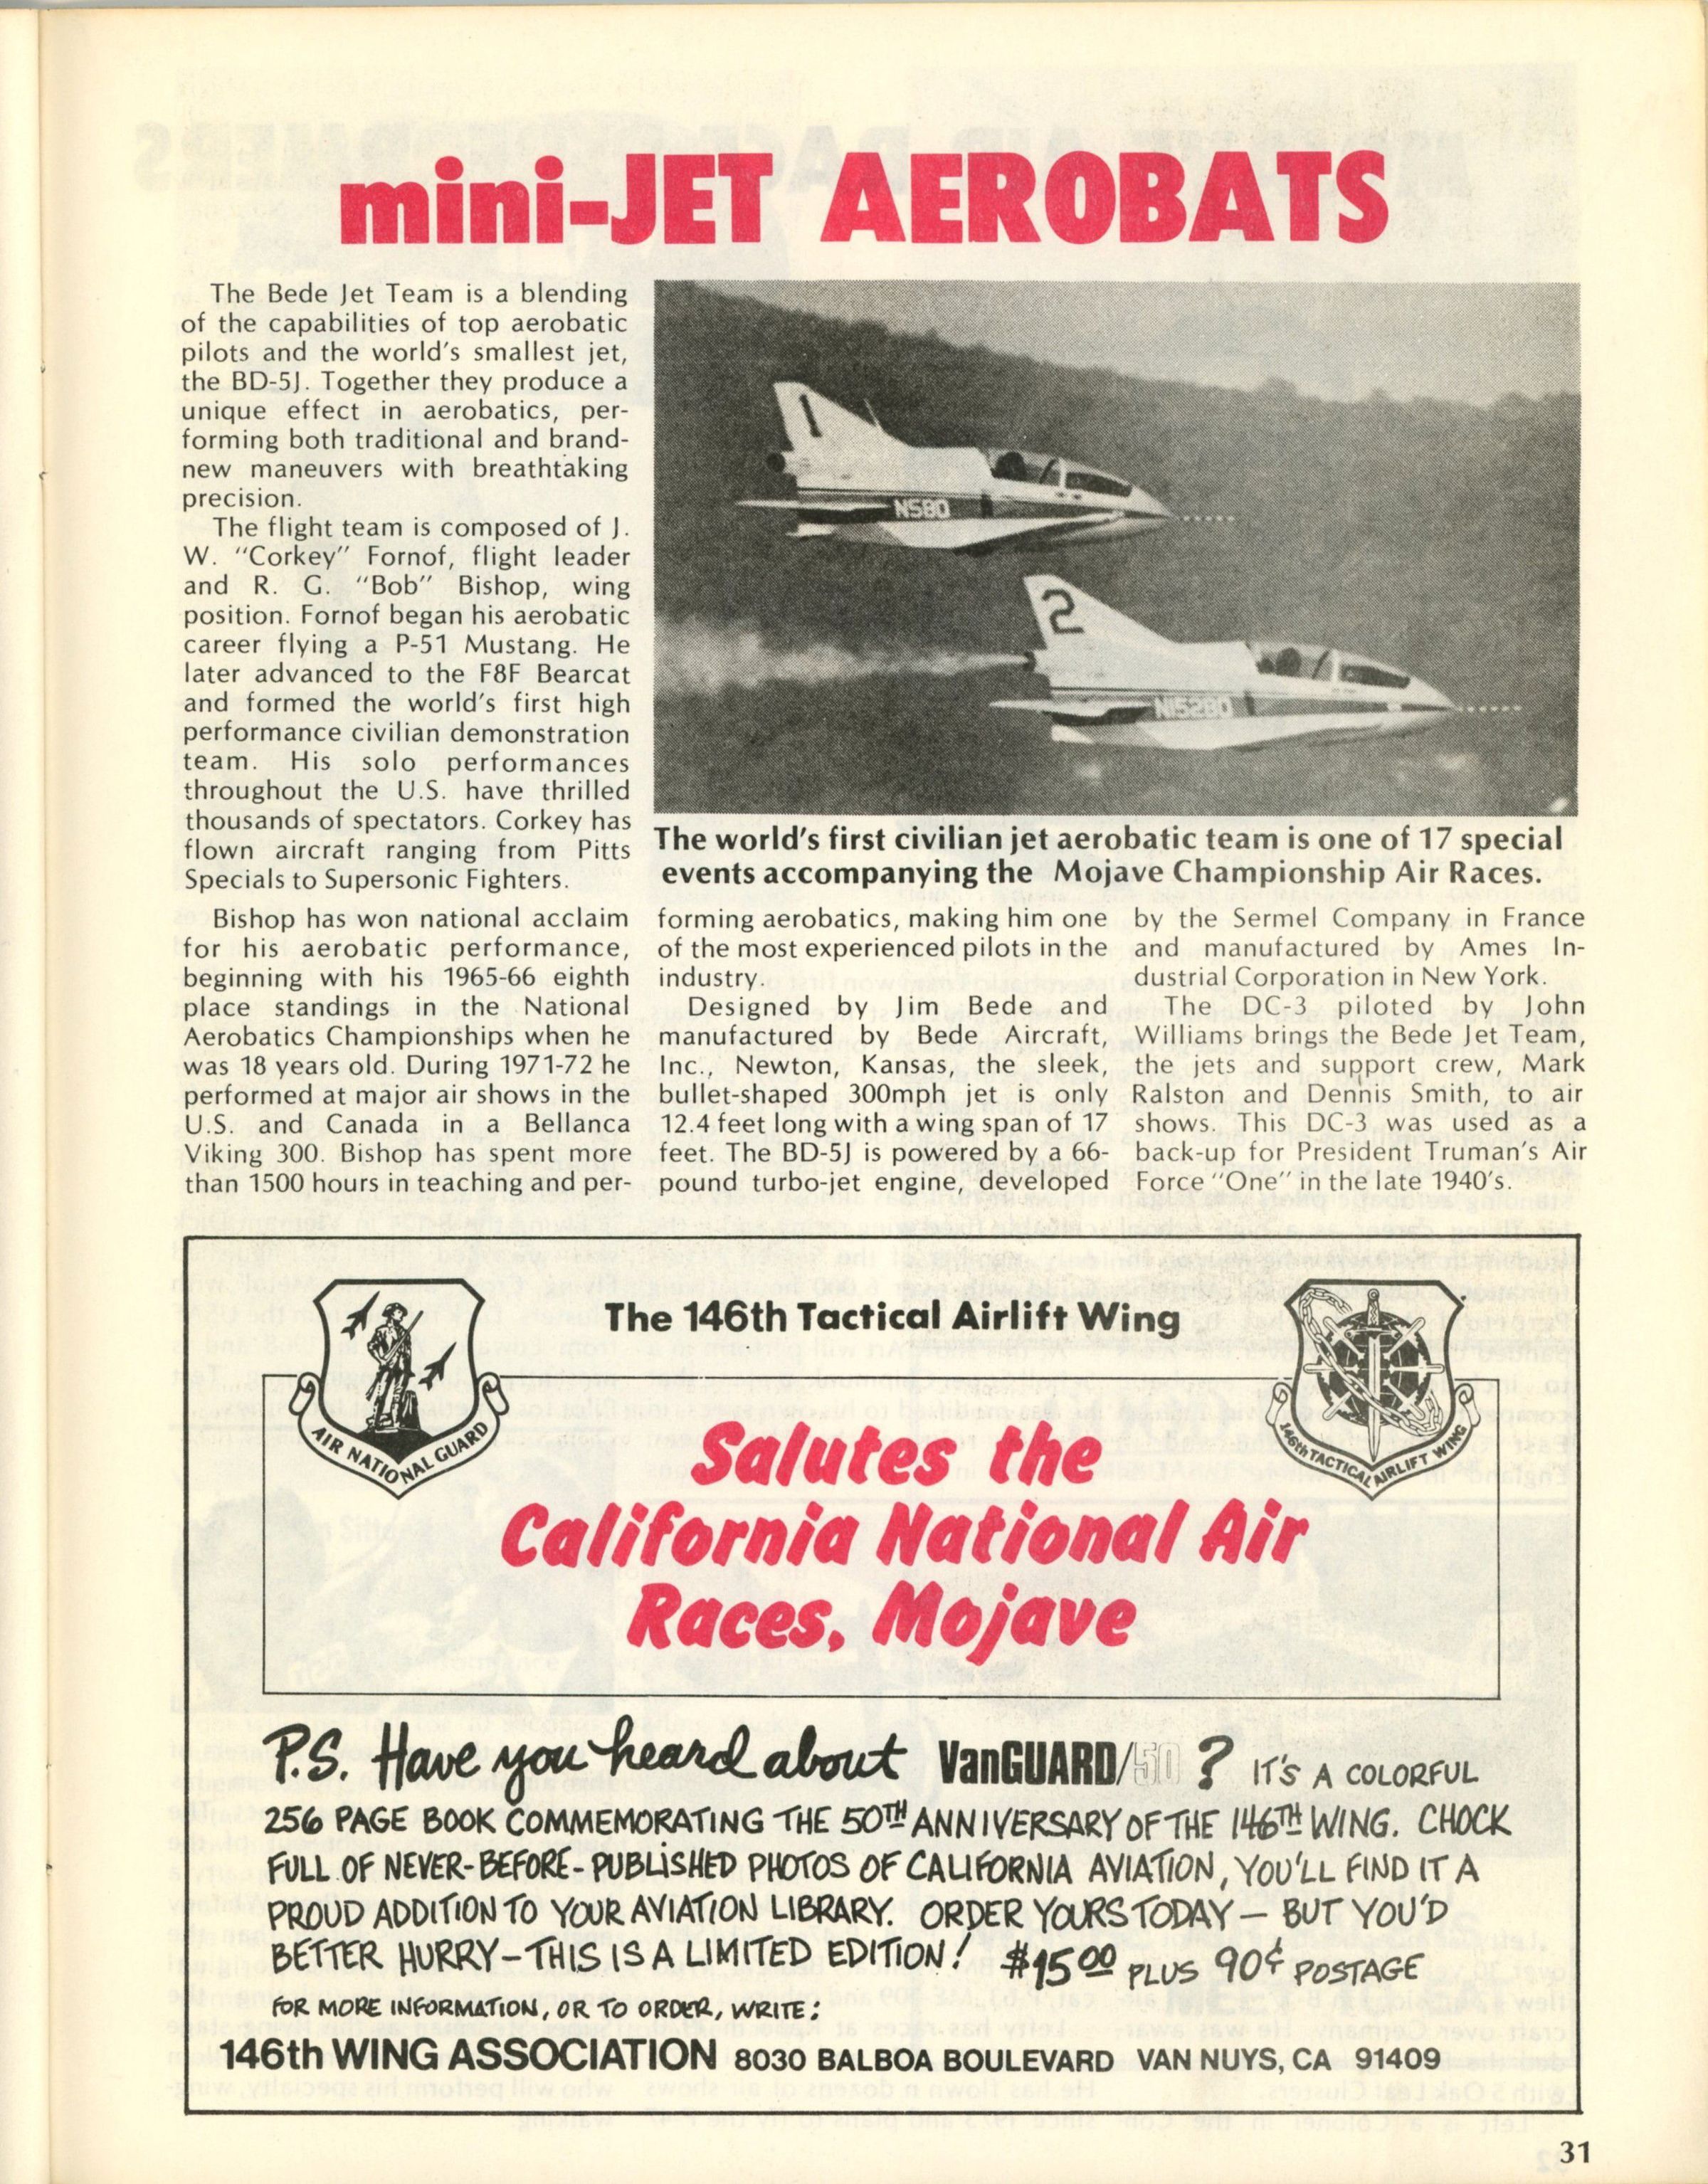 mini-JET AEROBATS
The Bede Jet Team is a blending
of the capabilities of top aerobatic
pilots and the world's smallest jet,
the BD-5J. Together they produce a
unique effect in aerobatics, per-
forming both traditional and brand-
new maneuvers with breathtaking
precision.
The flight team is composed of J.
W. "Corkey" Fornof, flight leader
and R. G. "Bob" Bishop, wing
position. Fornof began his aerobatic
career flying a P-51 Mustang. He
later advanced to the F8F Bearcat
and formed the world's first high
performance civilian demonstration
team. His solo performances
throughout the U.S. have thrilled
thousands of spectators. Corkey has
flown aircraft ranging from Pitts
Specials to Supersonic Fighters.
1
N5BD
2
N152BD
The world's first civilian jet aerobatic team is one of 17 special
events accompanying the Mojave Championship Air Races.
Bishop has won national acclaim
for his aerobatic performance,
beginning with his 1965-66 eighth
place standings in the National
Aerobatics Championships when he
was 18 years old. During 1971-72 he
performed at major air shows in the
U.S. and Canada in a Bellanca
Viking 300. Bishop has spent more
than 1500 hours in teaching and per-
forming aerobatics, making him one
of the most experienced pilots in the
industry.
Designed by Jim Bede and
manufactured by Bede Aircraft,
Inc., Newton, Kansas, the sleek,
bullet-shaped 300mph jet is only
12.4 feet long with a wing span of 17
feet. The BD-5J is powered by a 66-
pound turbo-jet engine, developed
by the Sermel Company in France
and manufactured by Ames In-
dustrial Corporation in New York.
The DC-3 piloted by John
Williams brings the Bede Jet Team,
the jets and support crew, Mark
Ralston and Dennis Smith, to air
shows. This DC-3 was used as a
back-up for President Truman's Air
Force "One" in the late 1940's.
The 146th Tactical Airlift Wing
AIR NATIONAL GUARD
146th TACTICAL AIRLIFT WING
Salutes the
California National Air
Races, Mojave
P.S. Have you heard about VanGUARD/50 ? IT'S A COLORFUL
256 PAGE BOOK COMMEMORATING THE 50TH ANNIVERSARY OF THE 146TH WING. CHOCK
FULL OF NEVER-BEFORE-PUBLISHED PHOTOS OF CALIFORNIA AVIATION, YOU'LL FIND IT A
PROUD ADDITION TO YOUR AVIATION LIBRARY. ORDER YOURS TODAY — BUT YOU'D
BETTER HURRY — THIS IS A LIMITED EDITION! $15.00 PLUS 90¢ POSTAGE
FOR MORE INFORMATION, OR TO ORDER, WRITE:
146th WING ASSOCIATION 8030 BALBOA BOULEVARD VAN NUYS, CA 91409
31